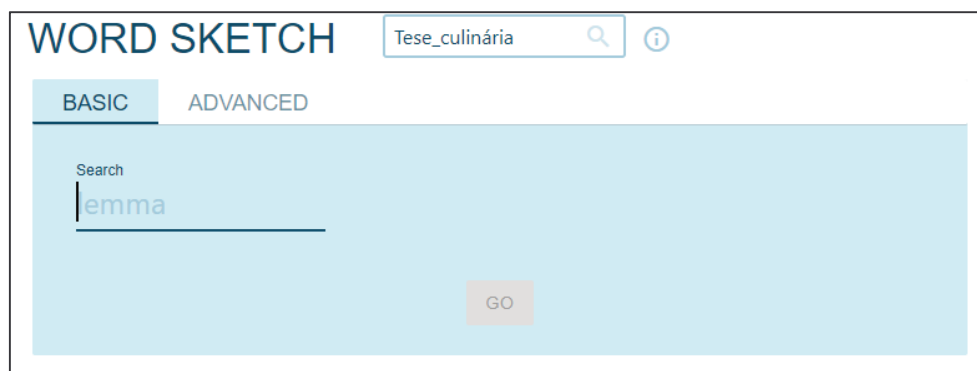 WORD SKETCH Tese_culinária
BASIC ADVANCED
Search
lemma
GO